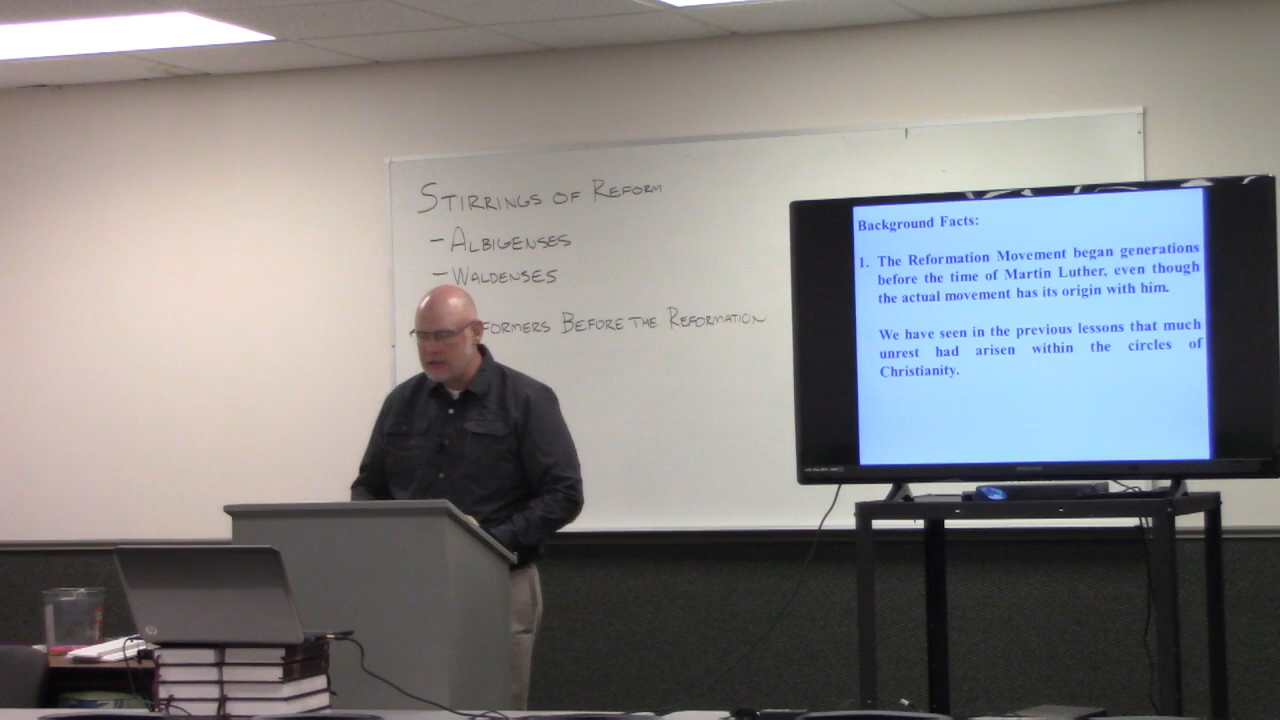 STIRRINGS OF REFORM
- ALBIGENSES
- WALDENSES
FORMERS BEFORE THE REFORMATION
Background Facts:
1. The Reformation Movement began generations
before the time of Martin Luther, even though
the actual movement has its origin with him.
We have seen in the previous lessons that much
unrest had arisen within the circles of
Christianity.
hp